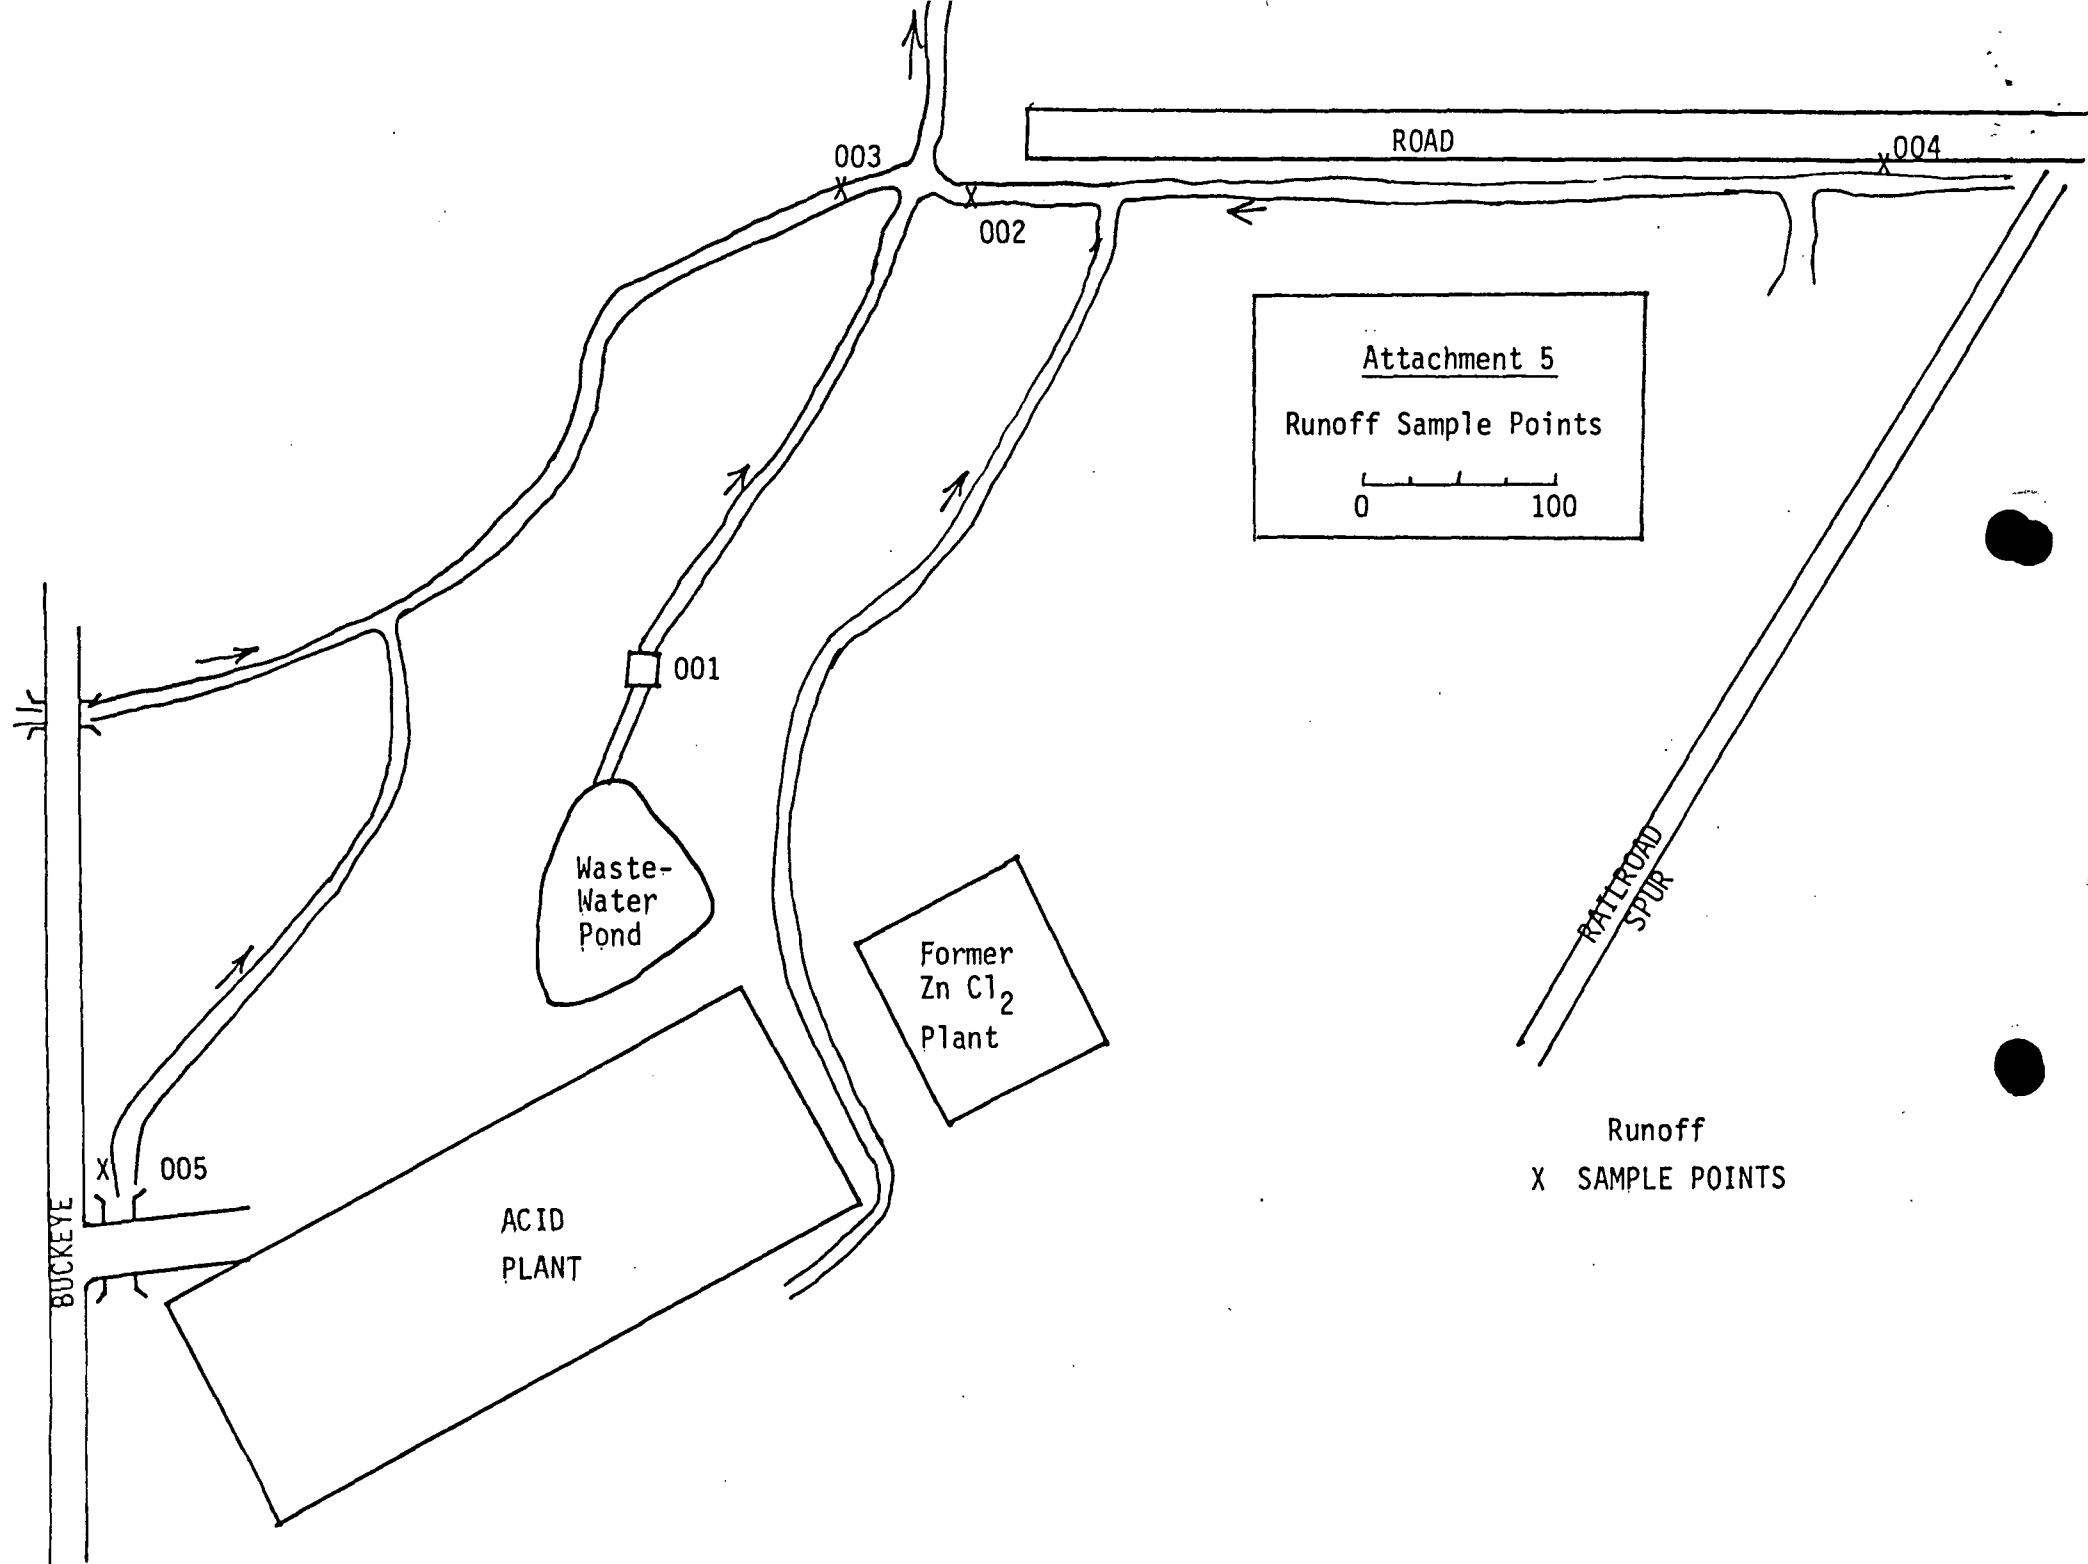 003
ROAD
004
002
Attachment 5
Runoff Sample Points
0 100
001
Waste-
Water
Pond
RAILROAD
SPUR
Former
Zn Cl2
Plant
Runoff
X SAMPLE POINTS
X 005
BUCKEYE
ACID
PLANT